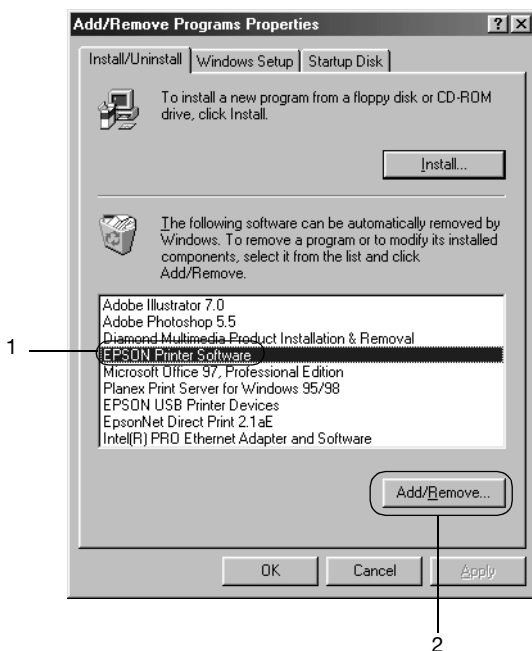 Add/Remove Programs Properties
? X
Install/Uninstall Windows Setup Startup Disk
To install a new program from a floppy disk or CD-ROM
drive, click Install.
Install...
The following software can be automatically removed by
Windows. To remove a program or to modify its installed
components, select it from the list and click
Add/Remove.
Adobe Illustrator 7.0
Adobe Photoshop 5.5
Diamond Multimedia Product Installation & Removal
1
EPSON Printer Software
Microsoft Office 97, Professional Edition
Planex Print Server for Windows 95/98
EPSON USB Printer Devices
EpsonNet Direct Print 2.1aE
Intel(R) PRO Ethernet Adapter and Software
Add/Remove...
OK Cancel Apply
2